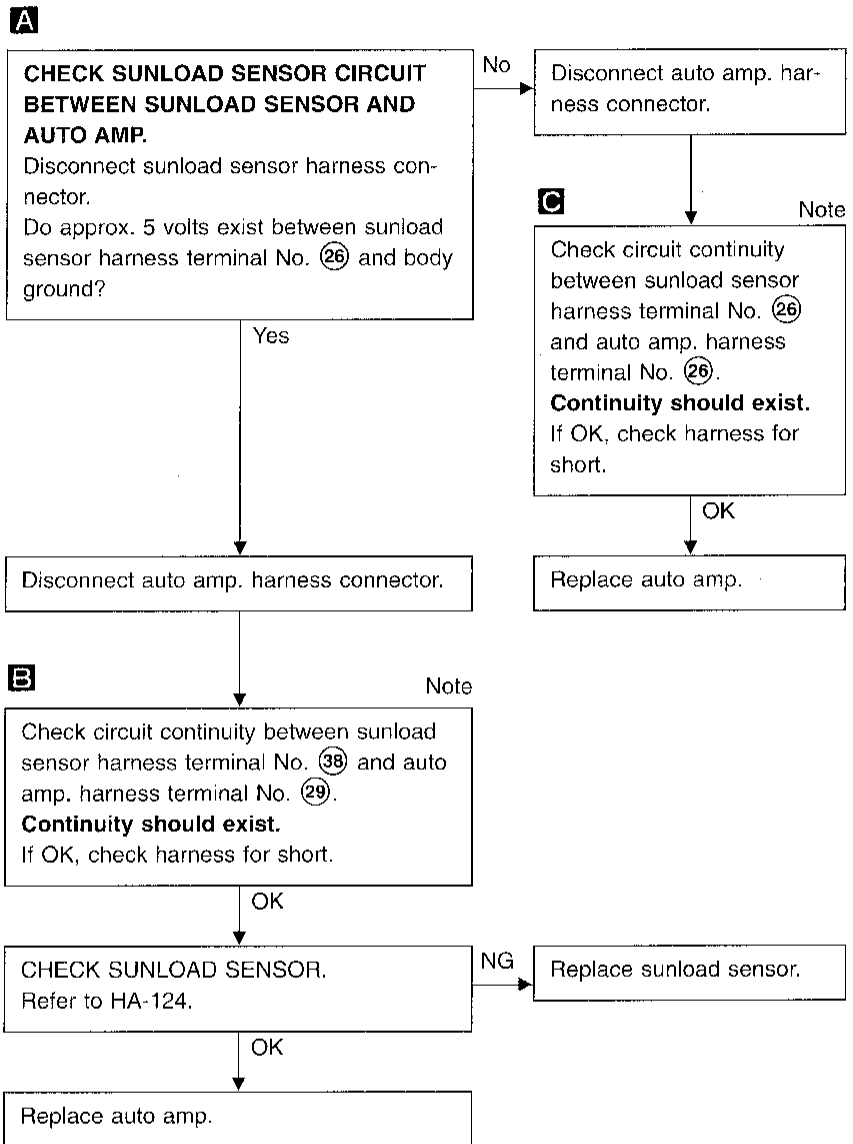 A
CHECK SUNLOAD SENSOR CIRCUIT
BETWEEN SUNLOAD SENSOR AND
AUTO AMP.
Disconnect sunload sensor harness con-
nector.
Do approx. 5 volts exist between sunload
sensor harness terminal No. 26 and body
ground?
No
Disconnect auto amp. har-
ness connector.
C
Note
Check circuit continuity
between sunload sensor
harness terminal No. 26
and auto amp. harness
terminal No. 26.
Continuity should exist.
If OK, check harness for
short.
OK
Replace auto amp.
Yes
Disconnect auto amp. harness connector.
B
Note
Check circuit continuity between sunload
sensor harness terminal No. 38 and auto
amp. harness terminal No. 29.
Continuity should exist.
If OK, check harness for short.
OK
CHECK SUNLOAD SENSOR.
Refer to HA-124.
NG
Replace sunload sensor.
OK
Replace auto amp.